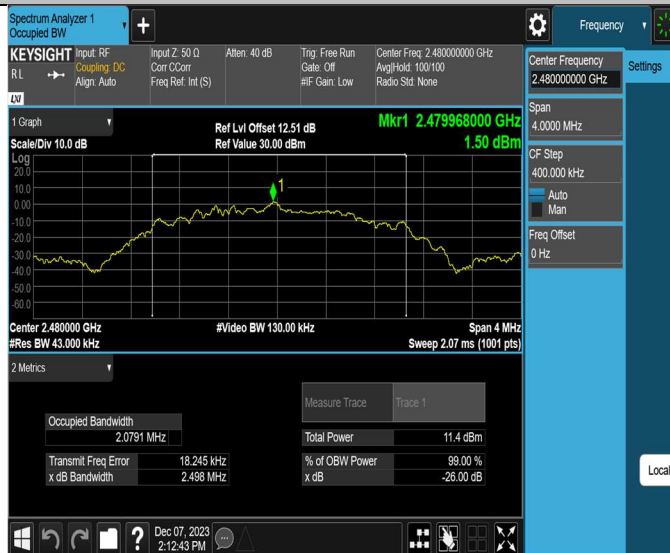 Spectrum Analyzer 1
Occupied BW
Frequency
KEYSIGHT
Input: RF
Coupling: DC
Align: Auto
Input Z: 50 Ω
Corr CCorr
Freq Ref: Int (S)
Atten: 40 dB
Trig: Free Run
Gate: Off
#IF Gain: Low
Center Freq: 2.480000000 GHz
Avg|Hold: 100/100
Radio Std: None
RL
LXI
Center Frequency
2.480000000 GHz
Settings
Span
4.0000 MHz
CF Step
400.000 kHz
Auto
Man
Freq Offset
0 Hz
Local
1 Graph
Scale/Div 10.0 dB
Ref Lvl Offset 12.51 dB
Ref Value 30.00 dBm
Mkr1 2.479968000 GHz
1.50 dBm
Log
20.0
10.0
0.00
-10.0
-20.0
-30.0
-40.0
-50.0
-60.0
1
Center 2.480000 GHz
#Video BW 130.00 kHz
Span 4 MHz
#Res BW 43.000 kHz
Sweep 2.07 ms (1001 pts)
2 Metrics
Measure Trace
Trace 1
Occupied Bandwidth
2.0791 MHz
Total Power
11.4 dBm
Transmit Freq Error
18.245 kHz
% of OBW Power
99.00 %
x dB Bandwidth
2.498 MHz
x dB
-26.00 dB
?
Dec 07, 2023
2:12:43 PM